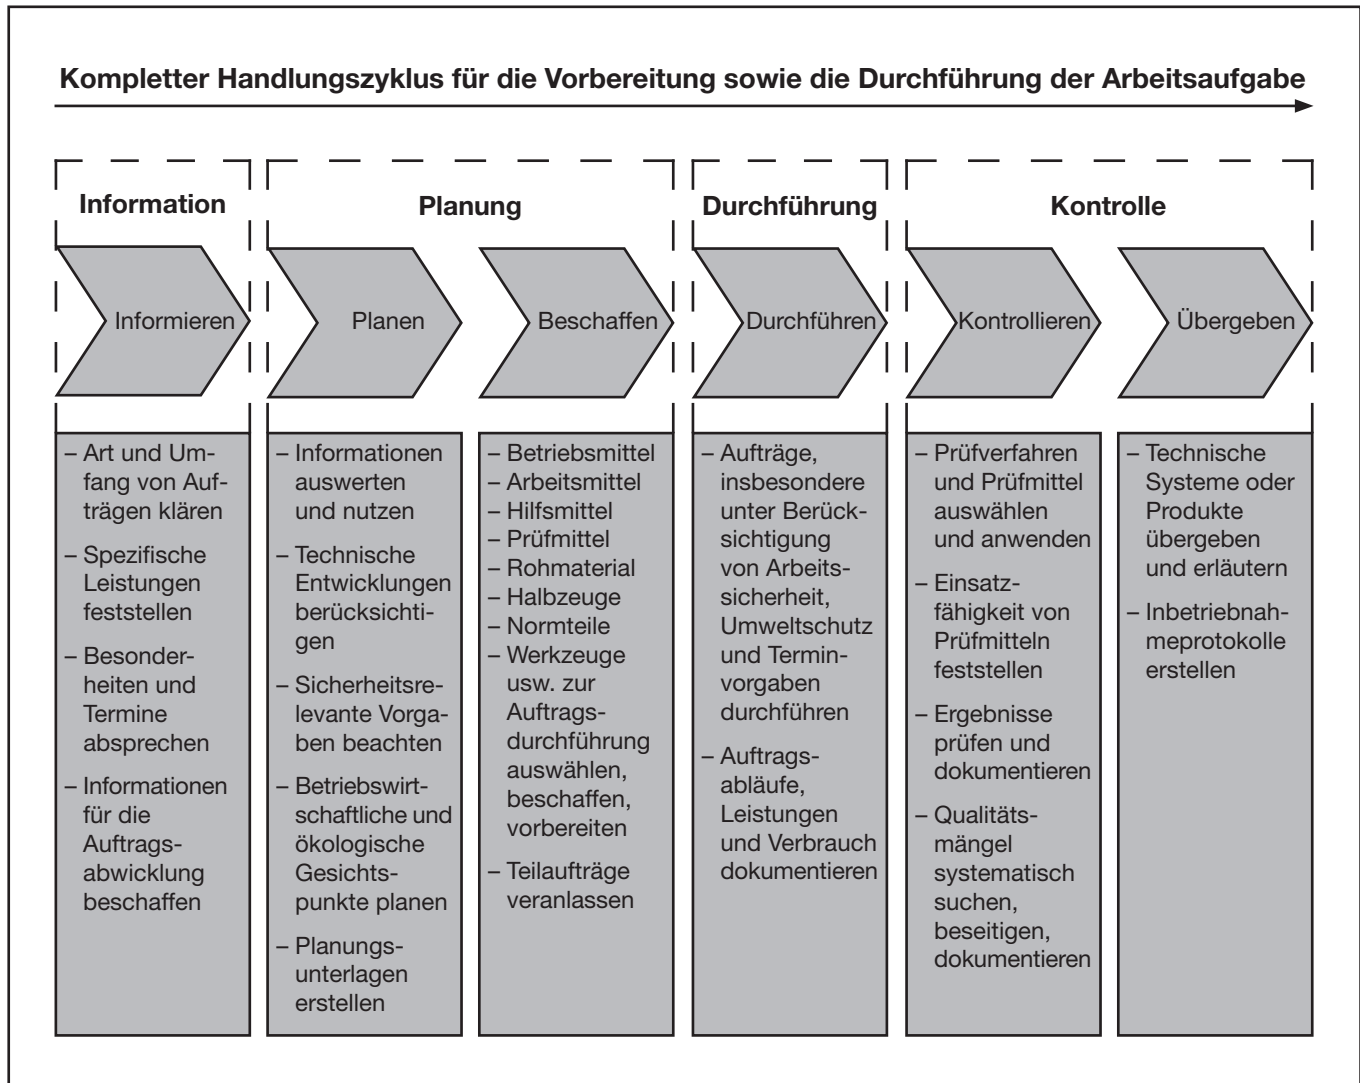 Kompletter Handlungszyklus für die Vorbereitung sowie die Durchführung der Arbeitsaufgabe
Information
Planung
Durchführung
Kontrolle
Informieren
Planen
Beschaffen
Durchführen
Kontrollieren
Übergeben
– Art und Um-
fang von Auf-
trägen klären
– Spezifische
Leistungen
feststellen
– Besonder-
heiten und
Termine
absprechen
– Informationen
für die
Auftrags-
abwicklung
beschaffen
– Informationen
auswerten
und nutzen
– Technische
Entwicklungen
berücksichti-
gen
– Sicherheitsre-
levante Vorga-
ben beachten
– Betriebswirt-
schaftliche und
ökologische
Gesichts-
punkte planen
– Planungs-
unterlagen
erstellen
– Betriebsmittel
– Arbeitsmittel
– Hilfsmittel
– Prüfmittel
– Rohmaterial
– Halbzeuge
– Normteile
– Werkzeuge
usw. zur
Auftrags-
durchführung
auswählen,
beschaffen,
vorbereiten
– Teilaufträge
veranlassen
– Aufträge,
insbesondere
unter Berück-
sichtigung
von Arbeits-
sicherheit,
Umweltschutz
und Termin-
vorgaben
durchführen
– Auftrags-
abläufe,
Leistungen
und Verbrauch
dokumentieren
– Prüfverfahren
und Prüfmittel
auswählen
und anwenden
– Einsatz-
fähigkeit von
Prüfmitteln
feststellen
– Ergebnisse
prüfen und
dokumentieren
– Qualitäts-
mängel
systematisch
suchen,
beseitigen,
dokumentieren
– Technische
Systeme oder
Produkte
übergeben
und erläutern
– Inbetriebnah-
meprotokolle
erstellen